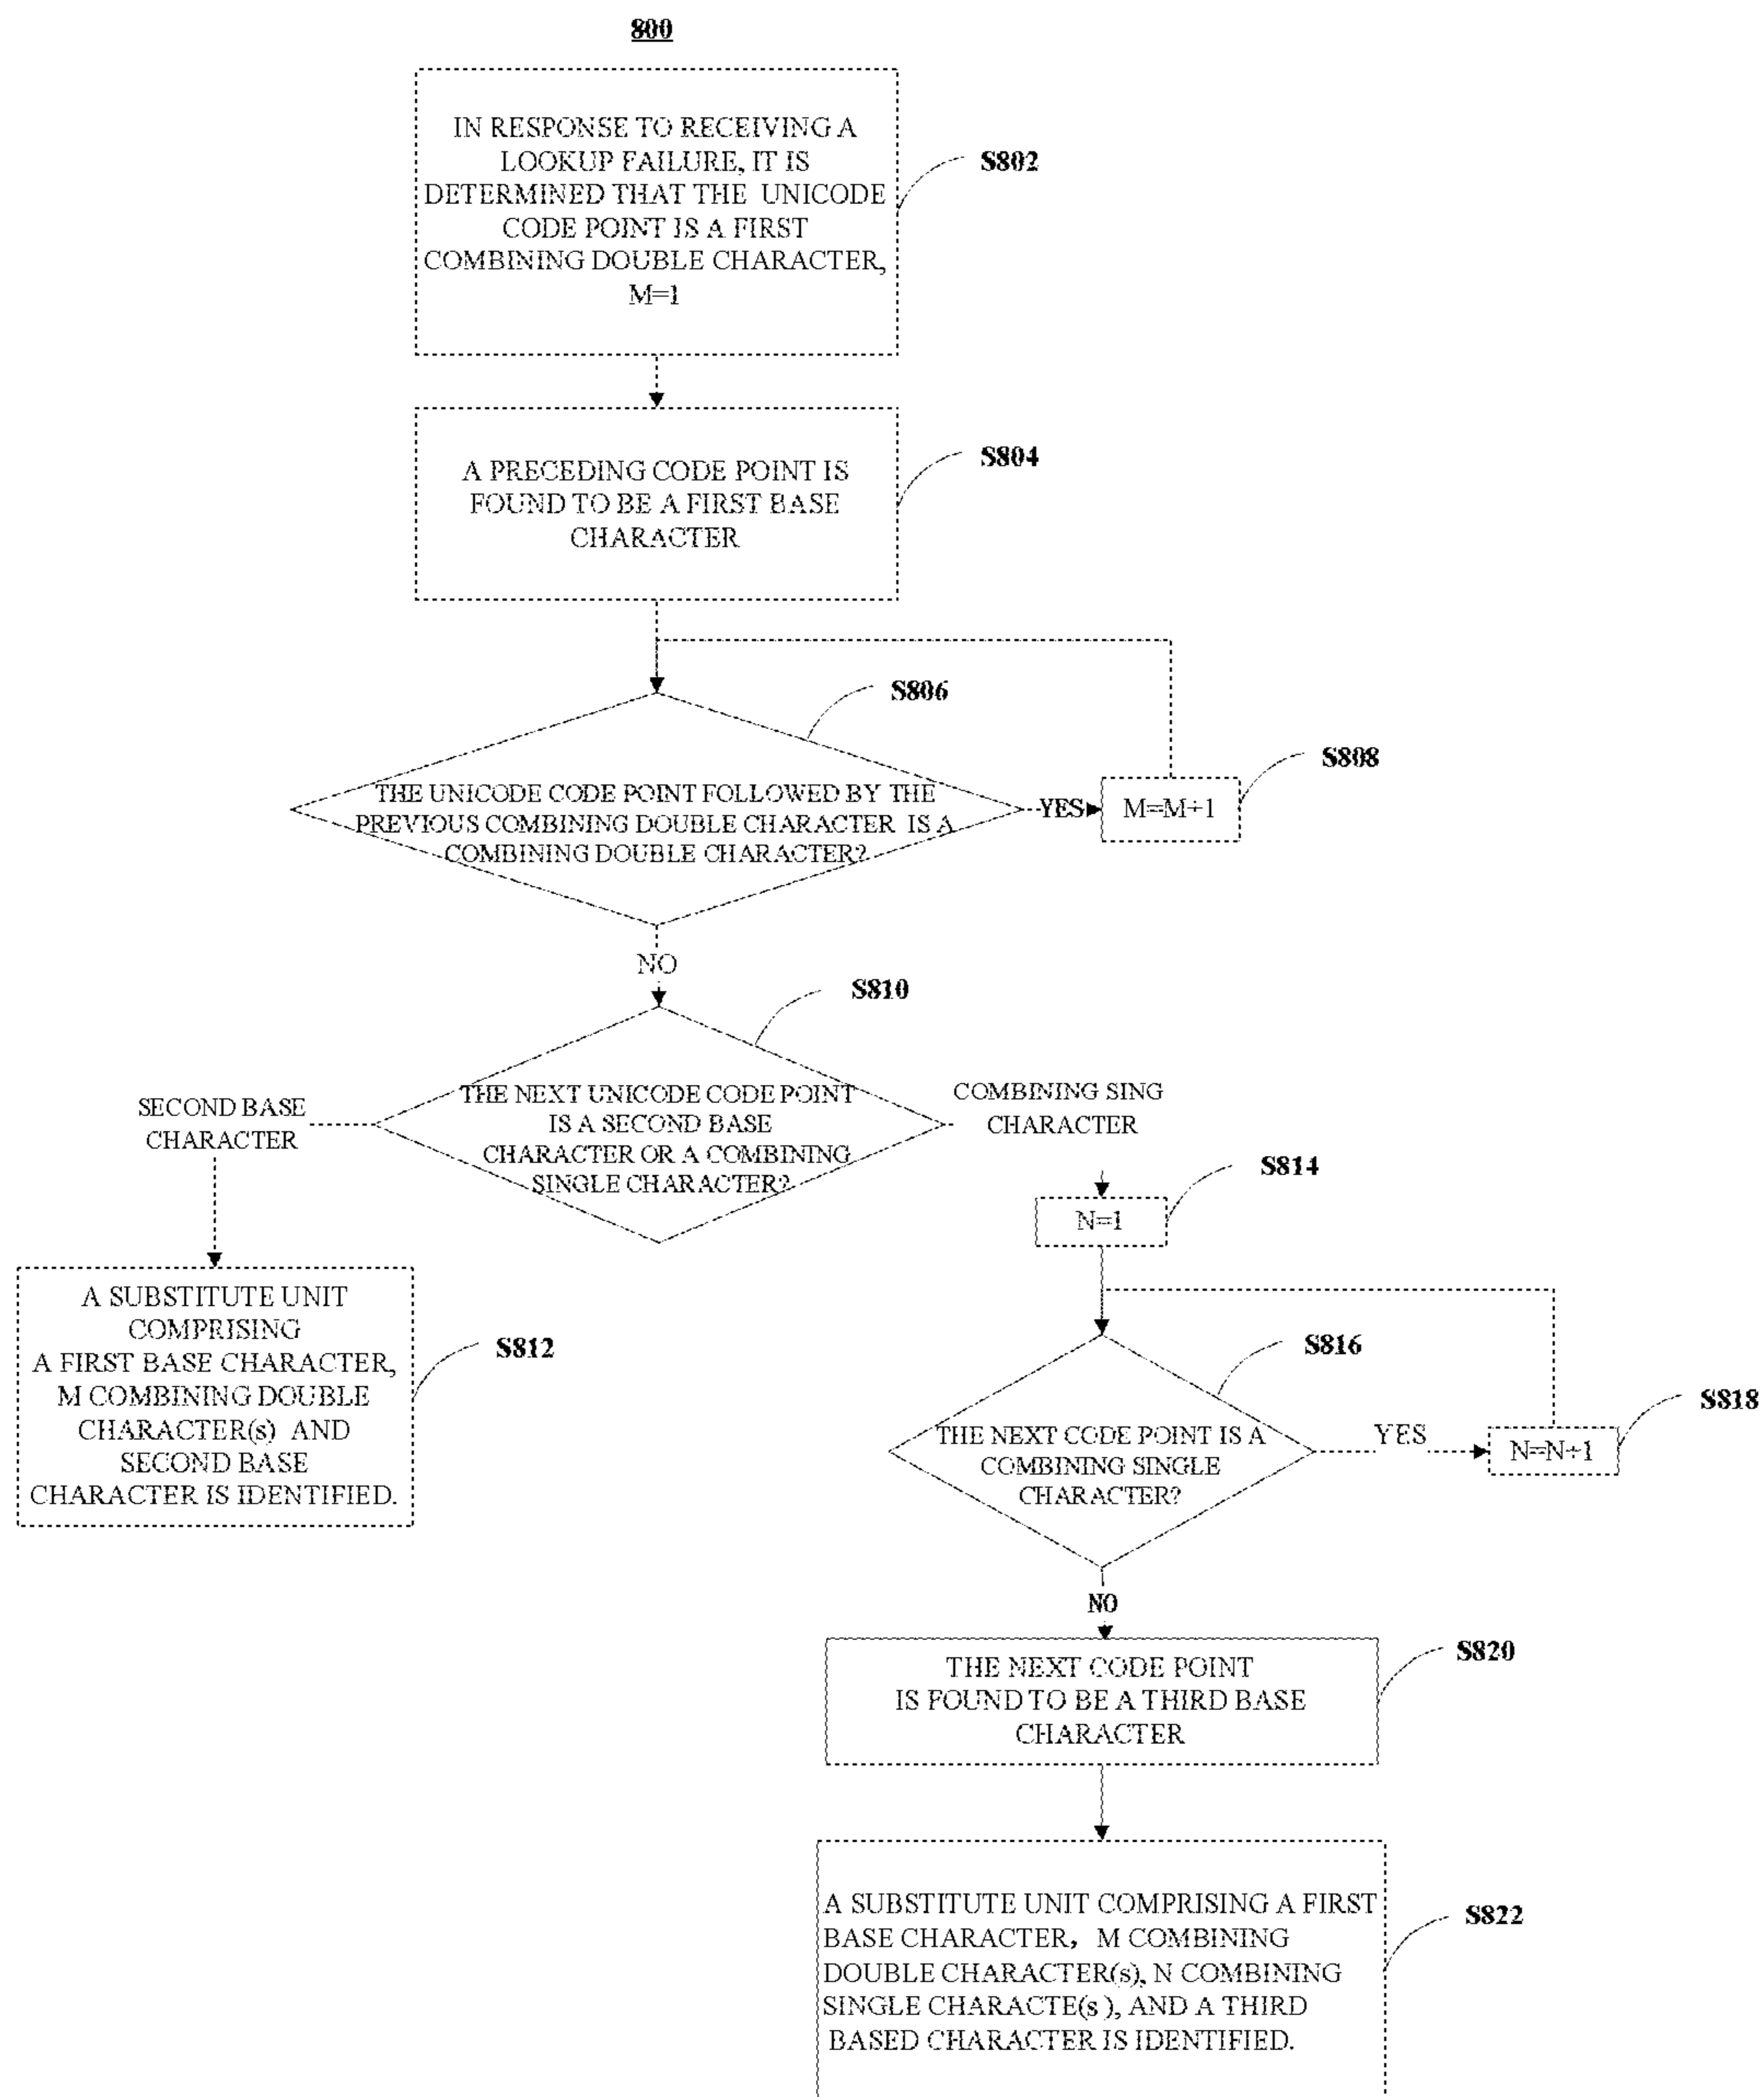 800
IN RESPONSE TO RECEIVING A
LOOKUP FAILURE, IT IS
DETERMINED THAT THE UNICODE
CODE POINT IS A FIRST
COMBINING DOUBLE CHARACTER,
M=1
S802
A PRECEDING CODE POINT IS
FOUND TO BE A FIRST BASE
CHARACTER
S804
S806
THE UNICODE CODE POINT FOLLOWED BY THE
PREVIOUS COMBINING DOUBLE CHARACTER IS A
COMBINING DOUBLE CHARACTER?
YES
M=M+1
S808
NO
S810
THE NEXT UNICODE CODE POINT
IS A SECOND BASE
CHARACTER OR A COMBINING
SINGLE CHARACTER?
SECOND BASE
CHARACTER
COMBINING SING
CHARACTER
A SUBSTITUTE UNIT
COMPRISING
A FIRST BASE CHARACTER,
M COMBINING DOUBLE
CHARACTER(s) AND
SECOND BASE
CHARACTER IS IDENTIFIED.
S812
S814
N=1
S816
THE NEXT CODE POINT IS A
COMBINING SINGLE
CHARACTER?
YES
N=N+1
S818
NO
THE NEXT CODE POINT
IS FOUND TO BE A THIRD BASE
CHARACTER
S820
A SUBSTITUTE UNIT COMPRISING A FIRST
BASE CHARACTER, M COMBINING
DOUBLE CHARACTER(s), N COMBINING
SINGLE CHARACTE(s ), AND A THIRD
BASED CHARACTER IS IDENTIFIED.
S822